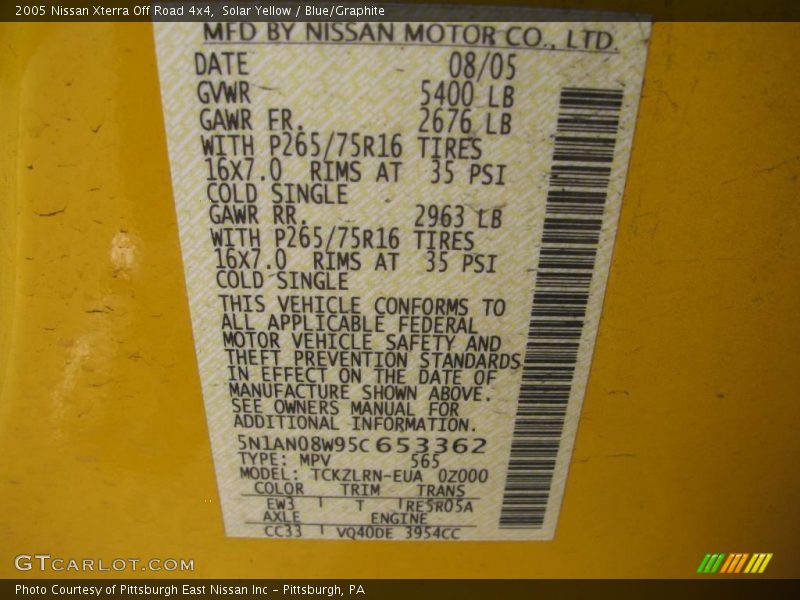 2005 Nissan Xterra Off Road 4x4, Solar Yellow / Blue/Graphite
MFD BY NISSAN MOTOR CO., LTD.
DATE 08/05
GVWR 5400 LB
GAWR FR. 2676 LB
WITH P265/75R16 TIRES
16X7.0 RIMS AT 35 PSI
COLD SINGLE
GAWR RR. 2963 LB
WITH P265/75R16 TIRES
16X7.0 RIMS AT 35 PSI
COLD SINGLE
THIS VEHICLE CONFORMS TO
ALL APPLICABLE FEDERAL
MOTOR VEHICLE SAFETY AND
THEFT PREVENTION STANDARDS
IN EFFECT ON THE DATE OF
MANUFACTURE SHOWN ABOVE.
SEE OWNERS MANUAL FOR
ADDITIONAL INFORMATION.
5N1AN08W95C653362
TYPE: MPV 565
MODEL: TCKZLRN-EUA 0Z000
COLOR TRIM TRANS
EW3 T RE5R05A
AXLE ENGINE
CC33 VQ40DE 3954CC
GTCARLOT.COM
Photo Courtesy of Pittsburgh East Nissan Inc - Pittsburgh, PA